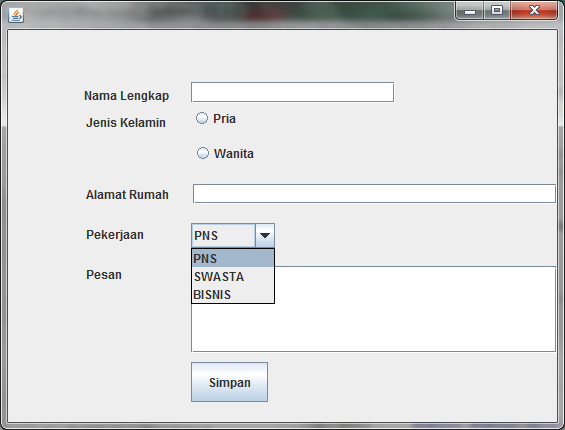 Nama Lengkap
Jenis Kelamin
Pria
Wanita
Alamat Rumah
Pekerjaan
PNS
PNS
SWASTA
BISNIS
Pesan
Simpan